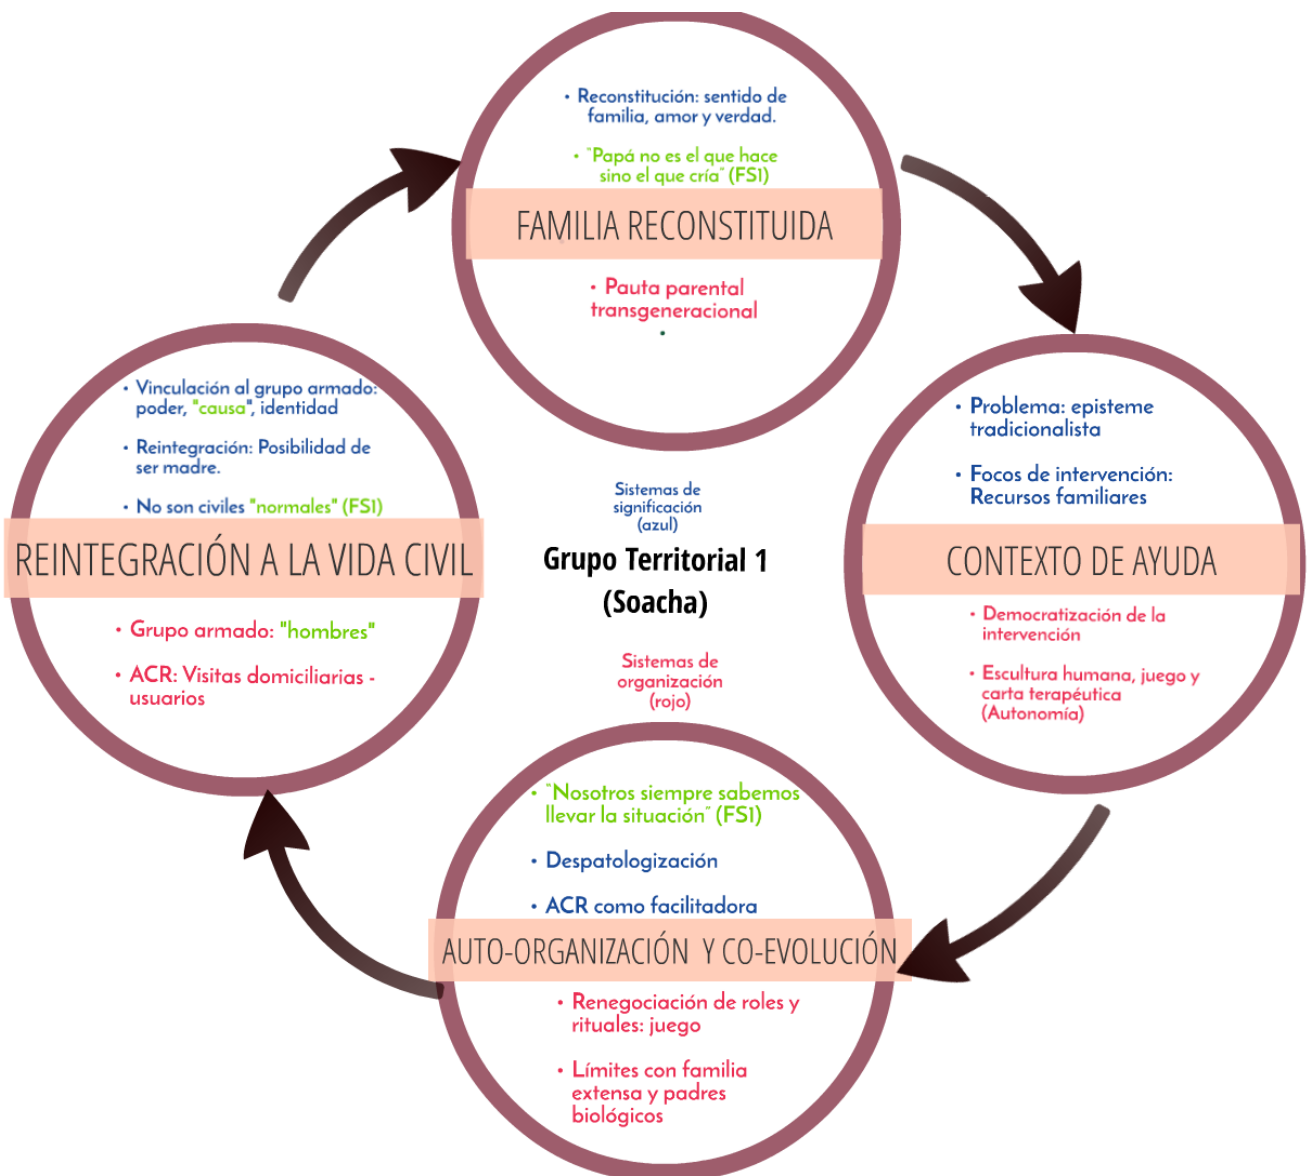 • Reconstitución: sentido de
familia, amor y verdad.
• "Papá no es el que hace
sino el que cría" (FS1)
FAMILIA RECONSTITUIDA
• Pauta parental
transgeneracional
•
• Vinculación al grupo armado:
poder, "causa", identidad
• Reintegración: Posibilidad de
ser madre.
• No son civiles "normales" (FS1)
REINTEGRACIÓN A LA VIDA CIVIL
• Grupo armado: "hombres"
• ACR: Visitas domiciliarias -
usuarios
Sistemas de
significación
(azul)
Grupo Territorial 1
(Soacha)
Sistemas de
organización
(rojo)
• Problema: episteme
tradicionalista
• Focos de intervención:
Recursos familiares
CONTEXTO DE AYUDA
• Democratización de la
intervención
• Escultura humana, juego y
carta terapéutica
(Autonomía)
• "Nosotros siempre sabemos
llevar la situación" (FS1)
• Despatologización
• ACR como facilitadora
AUTO-ORGANIZACIÓN Y CO-EVOLUCIÓN
• Renegociación de roles y
rituales: juego
• Límites con familia
extensa y padres
biológicos